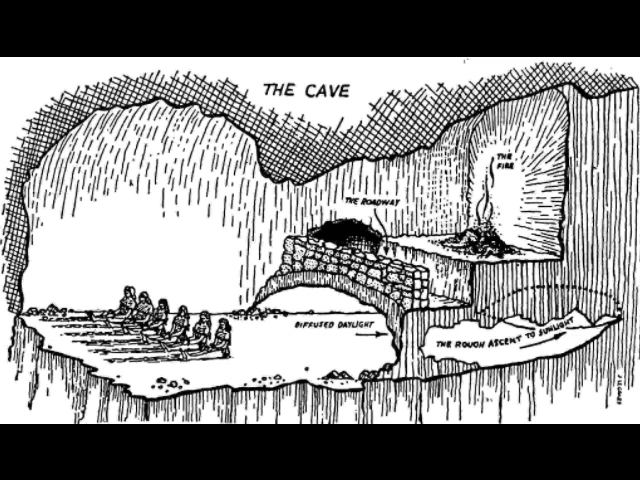 THE CAVE
THE
FIRE
THE ROADWAY
DIFFUSED DAYLIGHT
THE ROUGH ASCENT TO SUNLIGHT